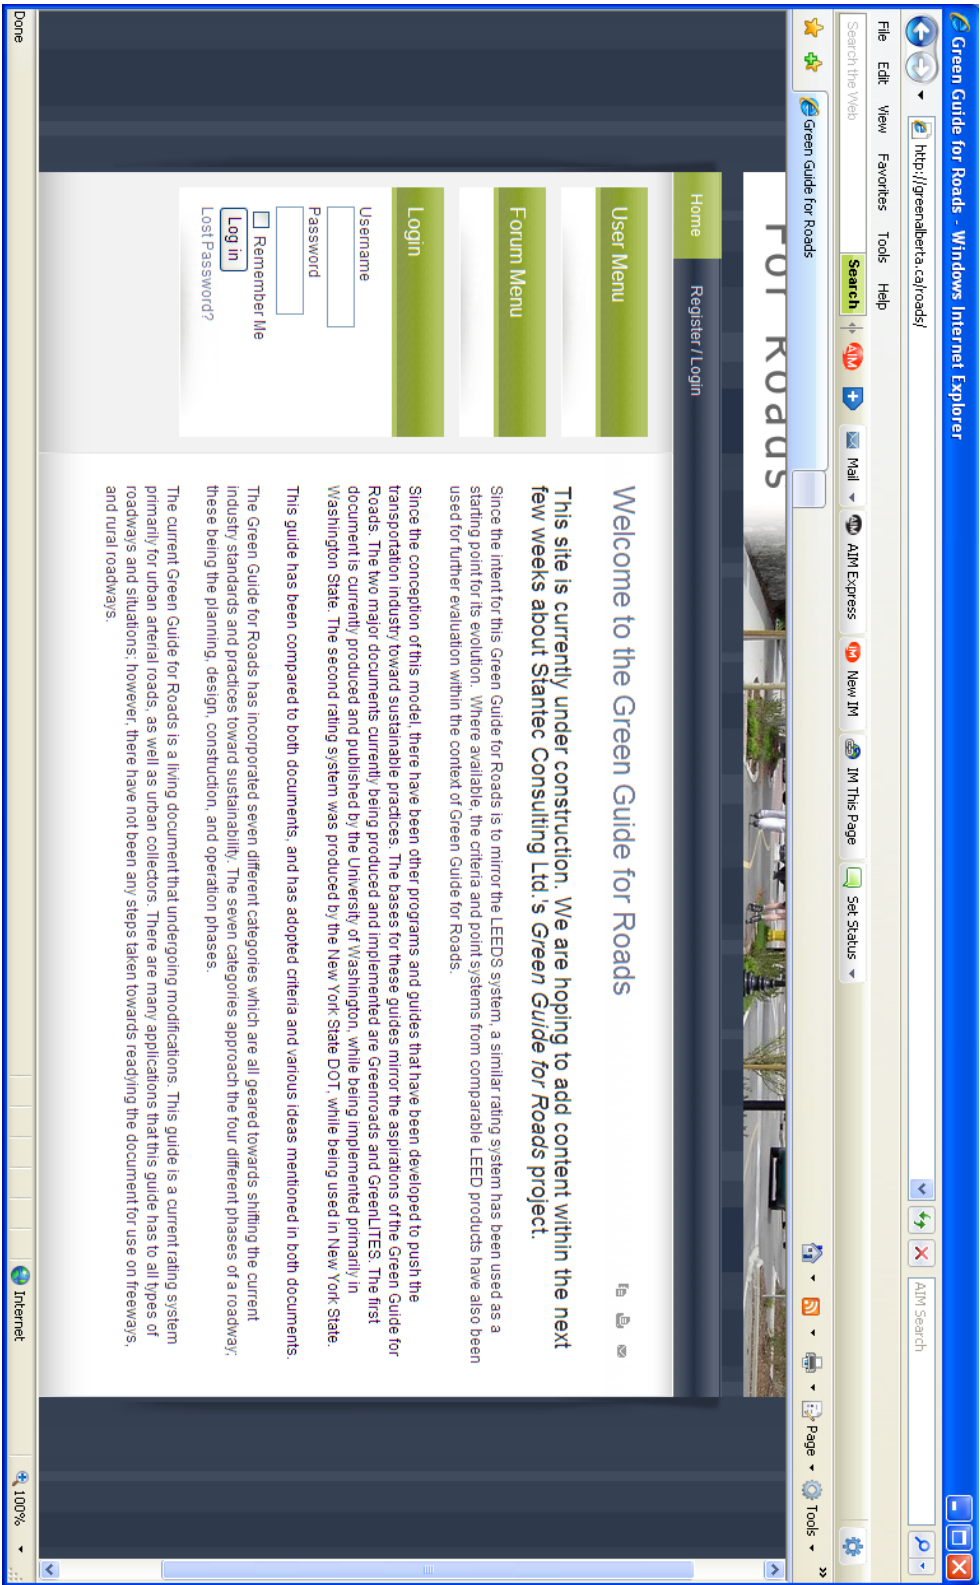 Green Guide for Roads - Windows Internet Explorer
http://greenalberta.ca/roads/
AIM Search
File Edit View Favorites Tools Help
Search the Web
Search
AIM
Mail
AIM Express
New IM
IM This Page
Set Status
Green Guide for Roads
Page
Tools
For Roads
Home
Register / Login
User Menu
Forum Menu
Login
Username
Password
Remember Me
Log in
Lost Password?
Welcome to the Green Guide for Roads
This site is currently under construction. We are hoping to add content within the next
few weeks about Stantec Consulting Ltd.'s Green Guide for Roads project.
Since the intent for this Green Guide for Roads is to mirror the LEEDS system, a similar rating system has been used as a
starting point for its evolution. Where available, the criteria and point systems from comparable LEED products have also been
used for further evaluation within the context of Green Guide for Roads.
Since the conception of this model, there have been other programs and guides that have been developed to push the
transportation industry toward sustainable practices. The bases for these guides mirror the aspirations of the Green Guide for
Roads. The two major documents currently being produced and implemented are Greenroads and GreenLITES. The first
document is currently produced and published by the University of Washington, while being implemented primarily in
Washington State. The second rating system was produced by the New York State DOT, while being used in New York State.
This guide has been compared to both documents, and has adopted criteria and various ideas mentioned in both documents.
The Green Guide for Roads has incorporated seven different categories which are all geared towards shifting the current
industry standards and practices toward sustainability. The seven categories approach the four different phases of a roadway;
these being the planning, design, construction, and operation phases.
The current Green Guide for Roads is a living document that undergoing modifications. This guide is a current rating system
primarily for urban arterial roads, as well as urban collectors. There are many applications that this guide has to all types of
roadways and situations; however, there have not been any steps taken towards readying the document for use on freeways,
and rural roadways.
Done
Internet
100%